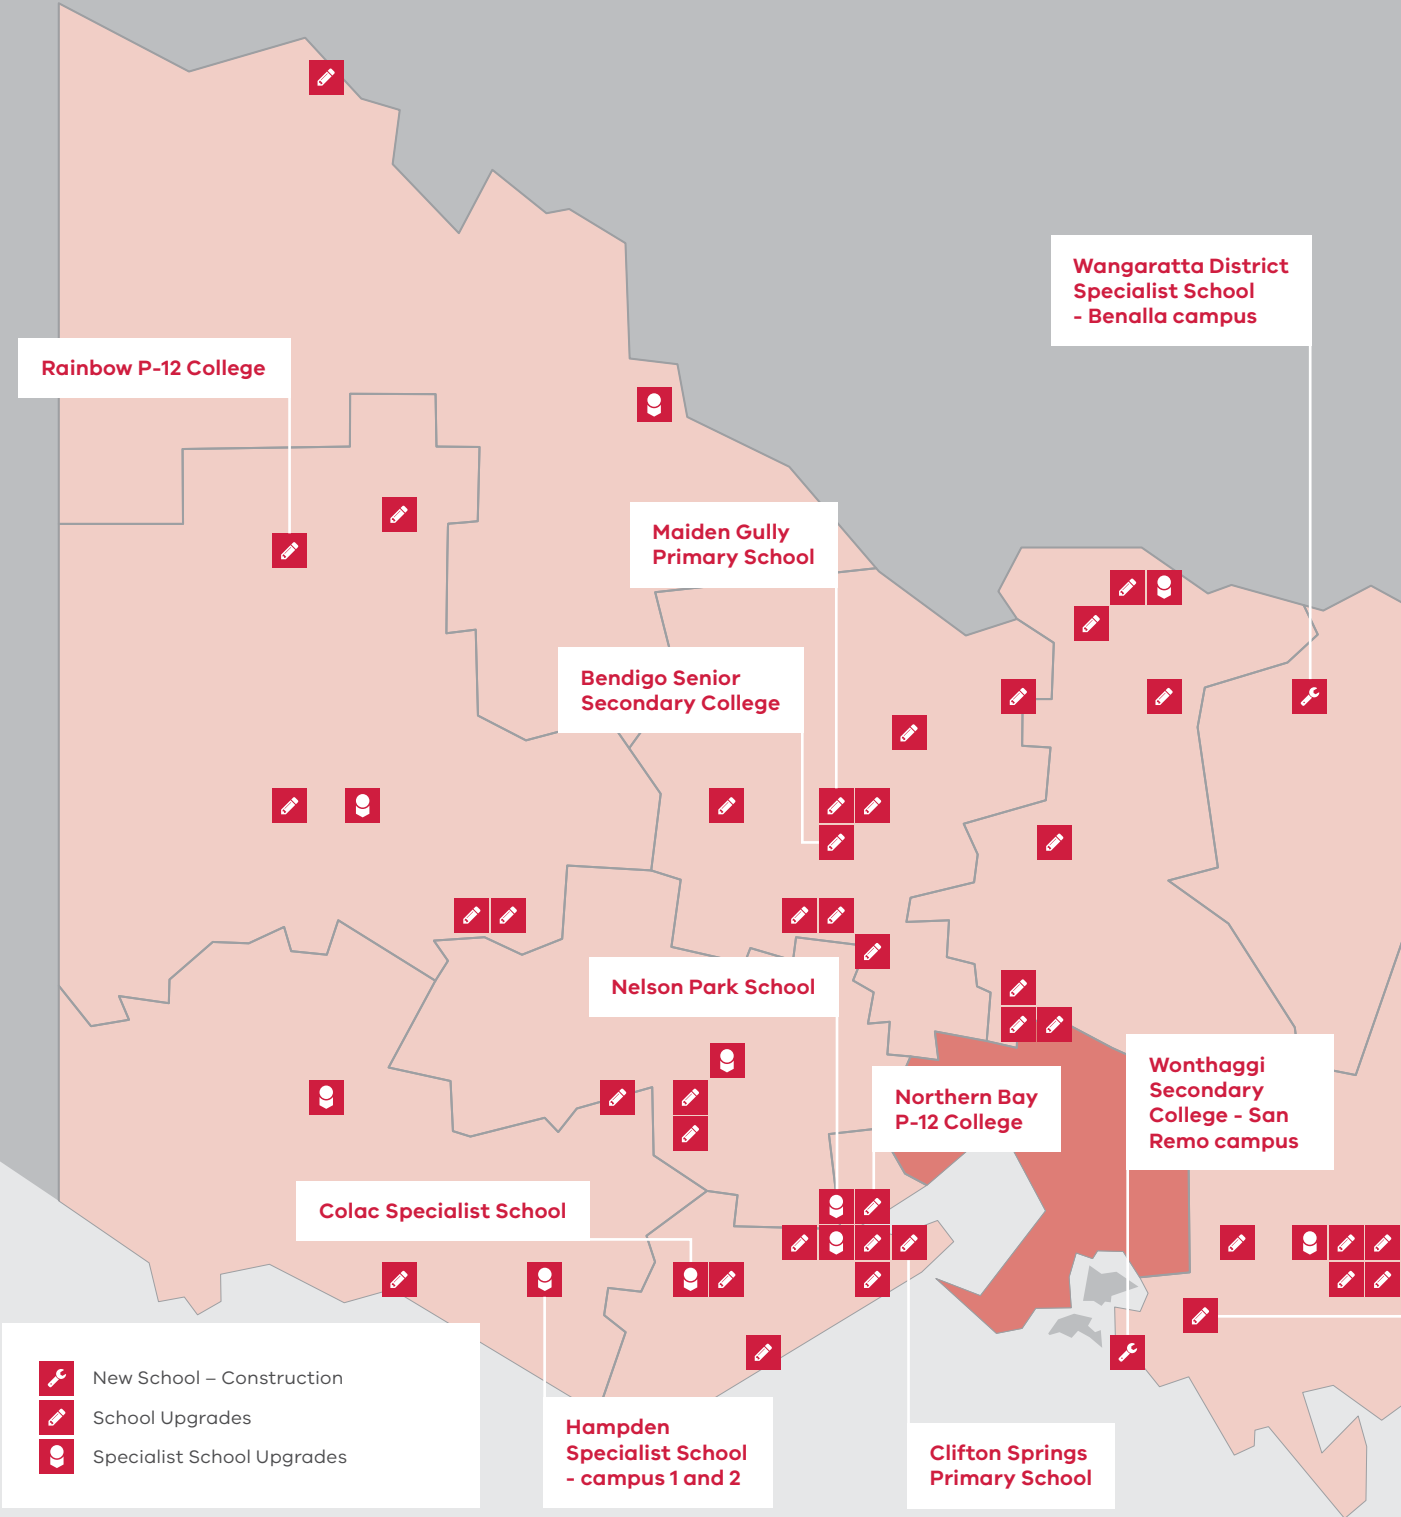 Wangaratta District
Specialist School
- Benalla campus
Rainbow P-12 College
Maiden Gully
Primary School
Bendigo Senior
Secondary College
Nelson Park School
Wonthaggi
Secondary
College - San
Remo campus
Northern Bay
P-12 College
Colac Specialist School
New School – Construction
School Upgrades
Specialist School Upgrades
Hampden
Specialist School
- campus 1 and 2
Clifton Springs
Primary School